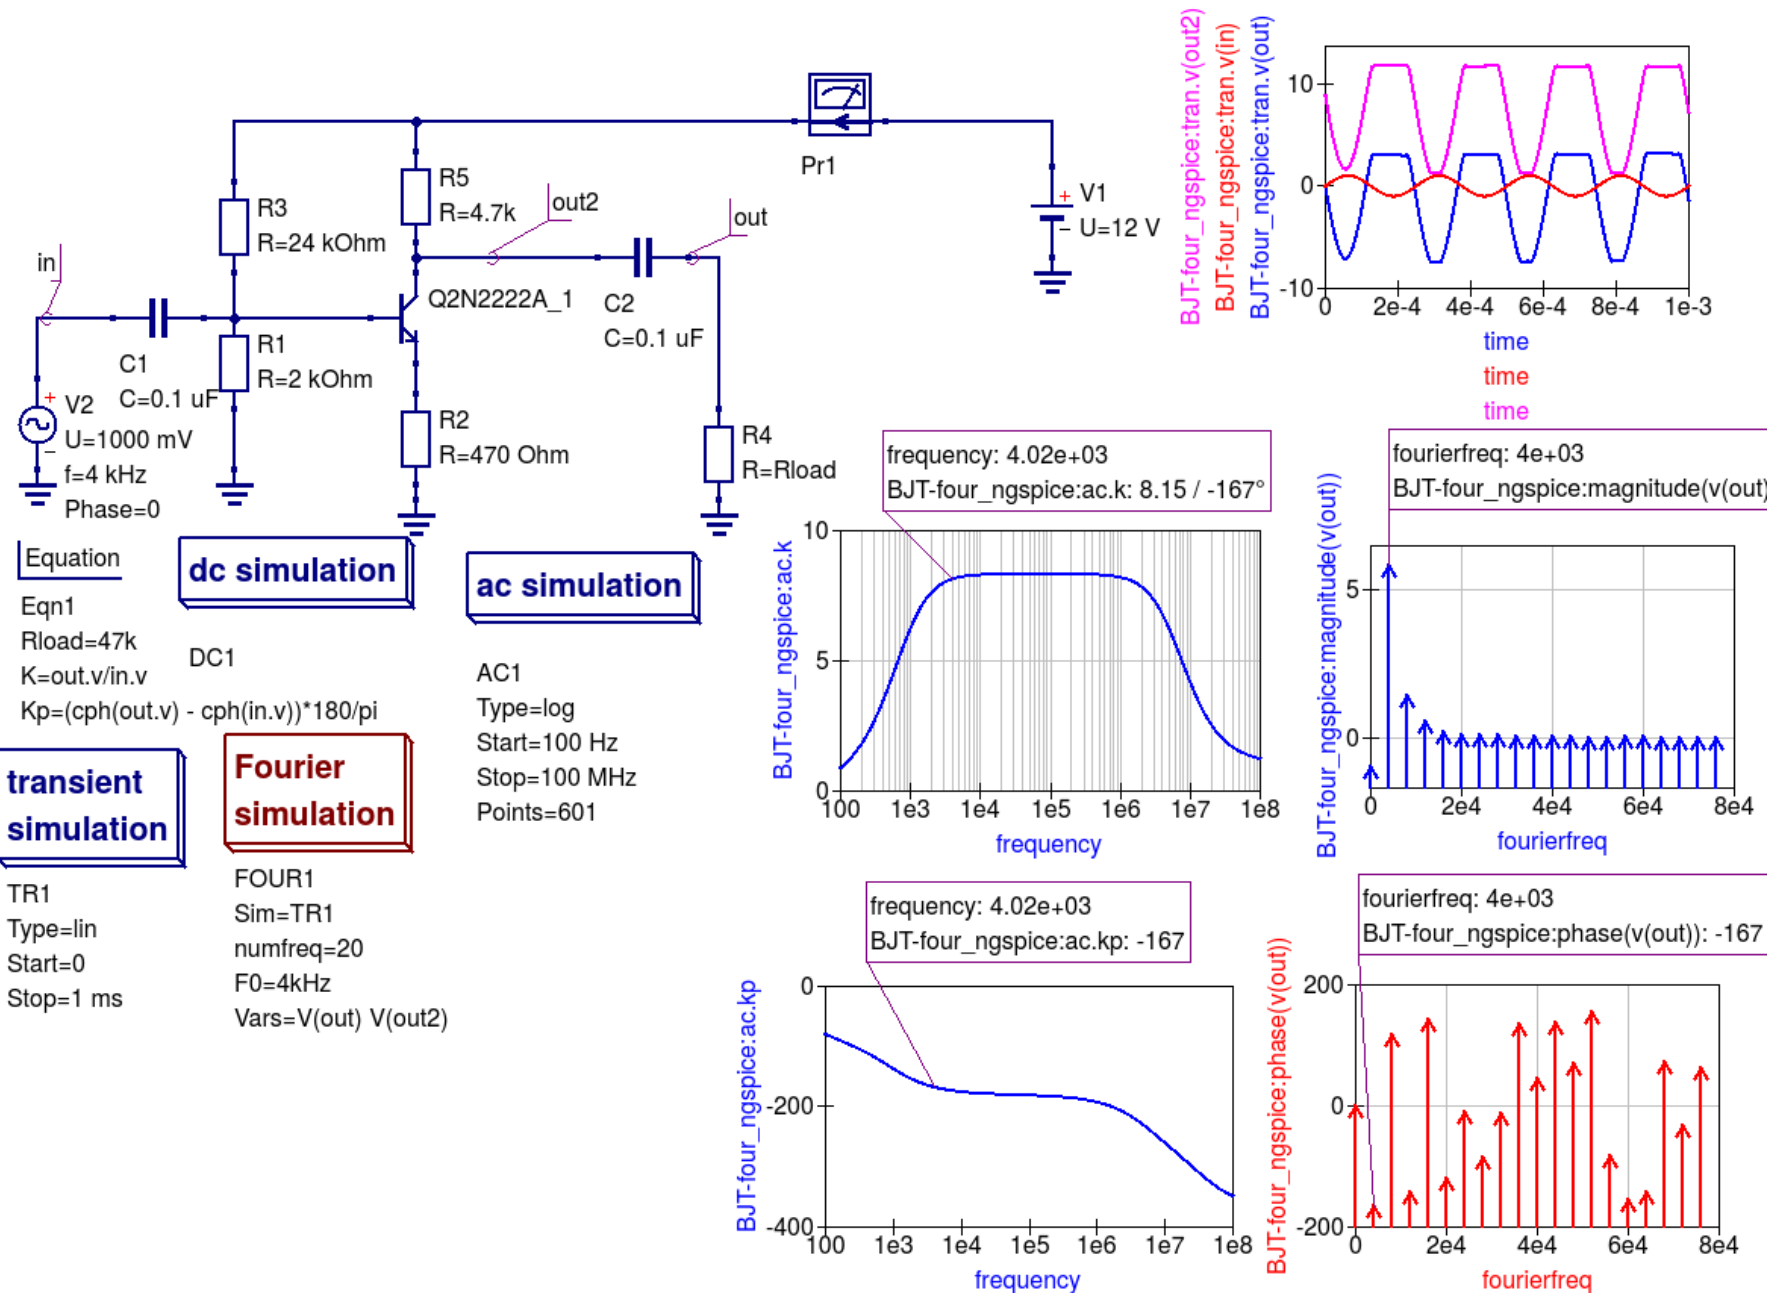 in
C1
C=0.1 uF
V2
U=1000 mV
f=4 kHz
Phase=0
+
−
R3
R=24 kOhm
R1
R=2 kOhm
R5
R=4.7k
Q2N2222A_1
R2
R=470 Ohm
out2
out
C2
C=0.1 uF
R4
R=Rload
Pr1
+
−
V1
U=12 V
Equation
Eqn1
Rload=47k
K=out.v/in.v
Kp=(cph(out.v) - cph(in.v))*180/pi
dc simulation
DC1
ac simulation
AC1
Type=log
Start=100 Hz
Stop=100 MHz
Points=601
transient
simulation
TR1
Type=lin
Start=0
Stop=1 ms
Fourier
simulation
FOUR1
Sim=TR1
numfreq=20
F0=4kHz
Vars=V(out) V(out2)
BJT-four_ngspice:tran.v(out2)
BJT-four_ngspice:tran.v(in)
BJT-four_ngspice:tran.v(out)
10
0
-10
0 2e-4 4e-4 6e-4 8e-4 1e-3
time
time
time
frequency: 4.02e+03
BJT-four_ngspice:ac.k: 8.15 / -167°
BJT-four_ngspice:ac.k
10
5
0
100 1e3 1e4 1e5 1e6 1e7 1e8
frequency
fourierfreq: 4e+03
BJT-four_ngspice:magnitude(v(out)
BJT-four_ngspice:magnitude(v(out))
5
0
0 2e4 4e4 6e4 8e4
fourierfreq
frequency: 4.02e+03
BJT-four_ngspice:ac.kp: -167
BJT-four_ngspice:ac.kp
0
-200
-400
100 1e3 1e4 1e5 1e6 1e7 1e8
frequency
fourierfreq: 4e+03
BJT-four_ngspice:phase(v(out)): -167
BJT-four_ngspice:phase(v(out))
200
0
-200
0 2e4 4e4 6e4 8e4
fourierfreq